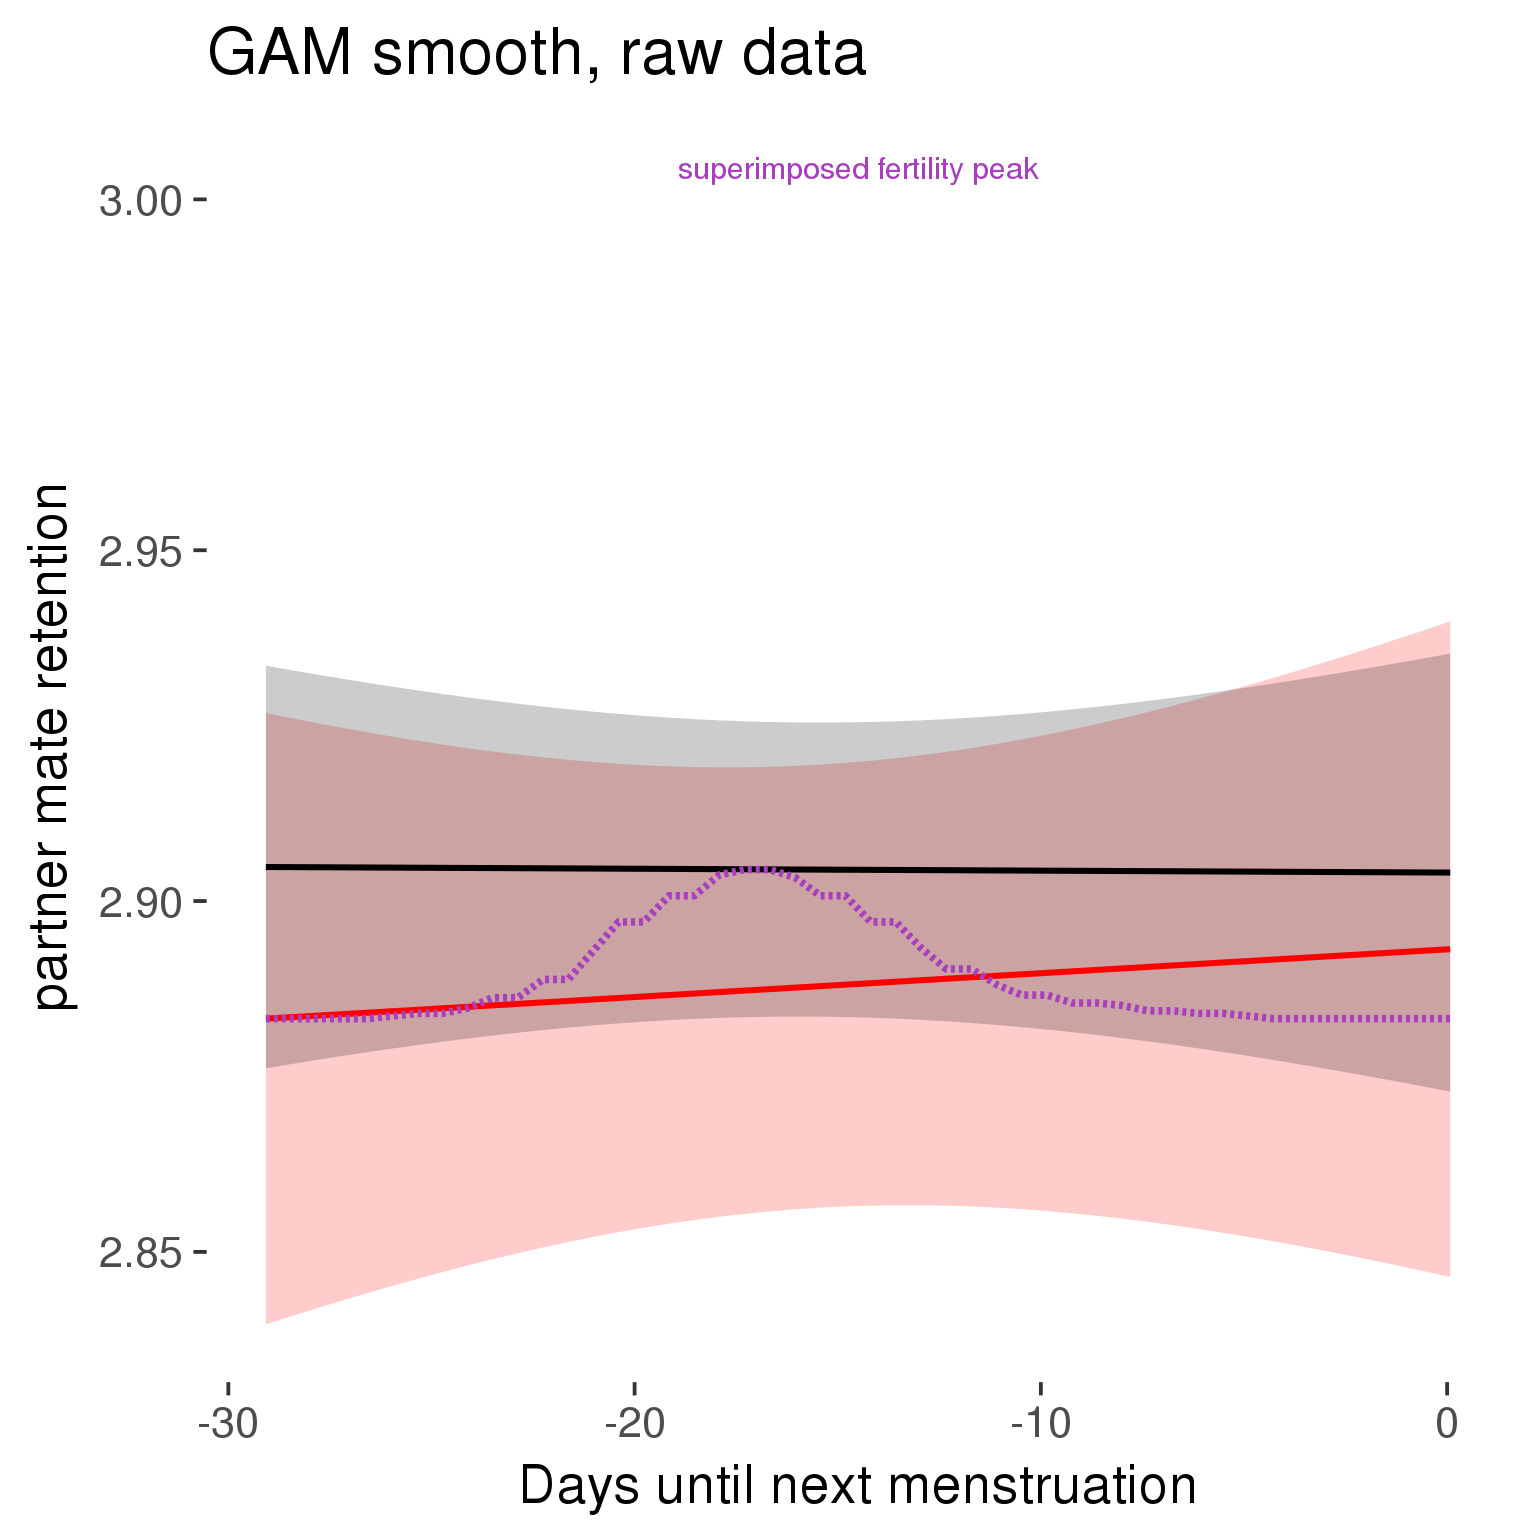 GAM smooth, raw data
superimposed fertility peak
3.00
2.95
2.90
2.85
partner mate retention
-30
-20
-10
0
Days until next menstruation